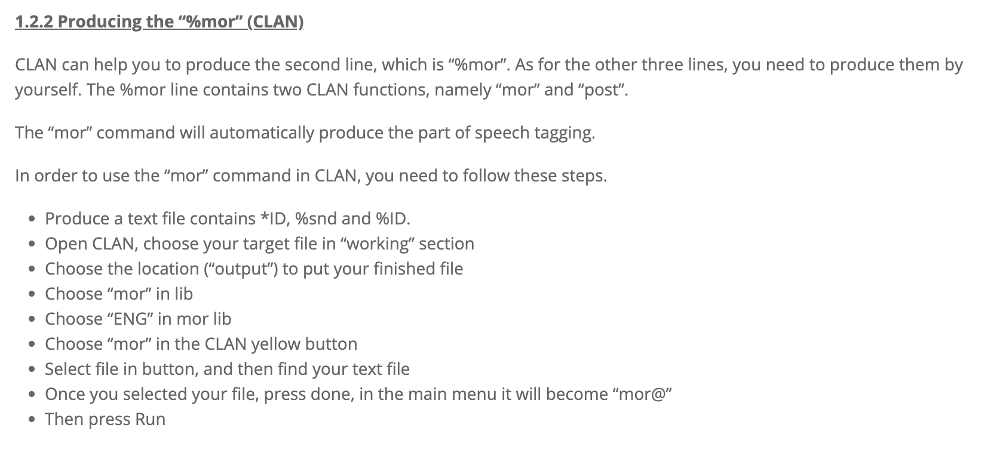 1.2.2 Producing the “%mor” (CLAN)
CLAN can help you to produce the second line, which is “%mor”. As for the other three lines, you need to produce them by
yourself. The %mor line contains two CLAN functions, namely “mor” and “post”.
The “mor” command will automatically produce the part of speech tagging.
In order to use the “mor” command in CLAN, you need to follow these steps.
• Produce a text file contains *ID, %snd and %ID.
• Open CLAN, choose your target file in “working” section
• Choose the location (“output”) to put your finished file
• Choose “mor” in lib
• Choose “ENG” in mor lib
• Choose “mor” in the CLAN yellow button
• Select file in button, and then find your text file
• Once you selected your file, press done, in the main menu it will become “mor@”
• Then press Run